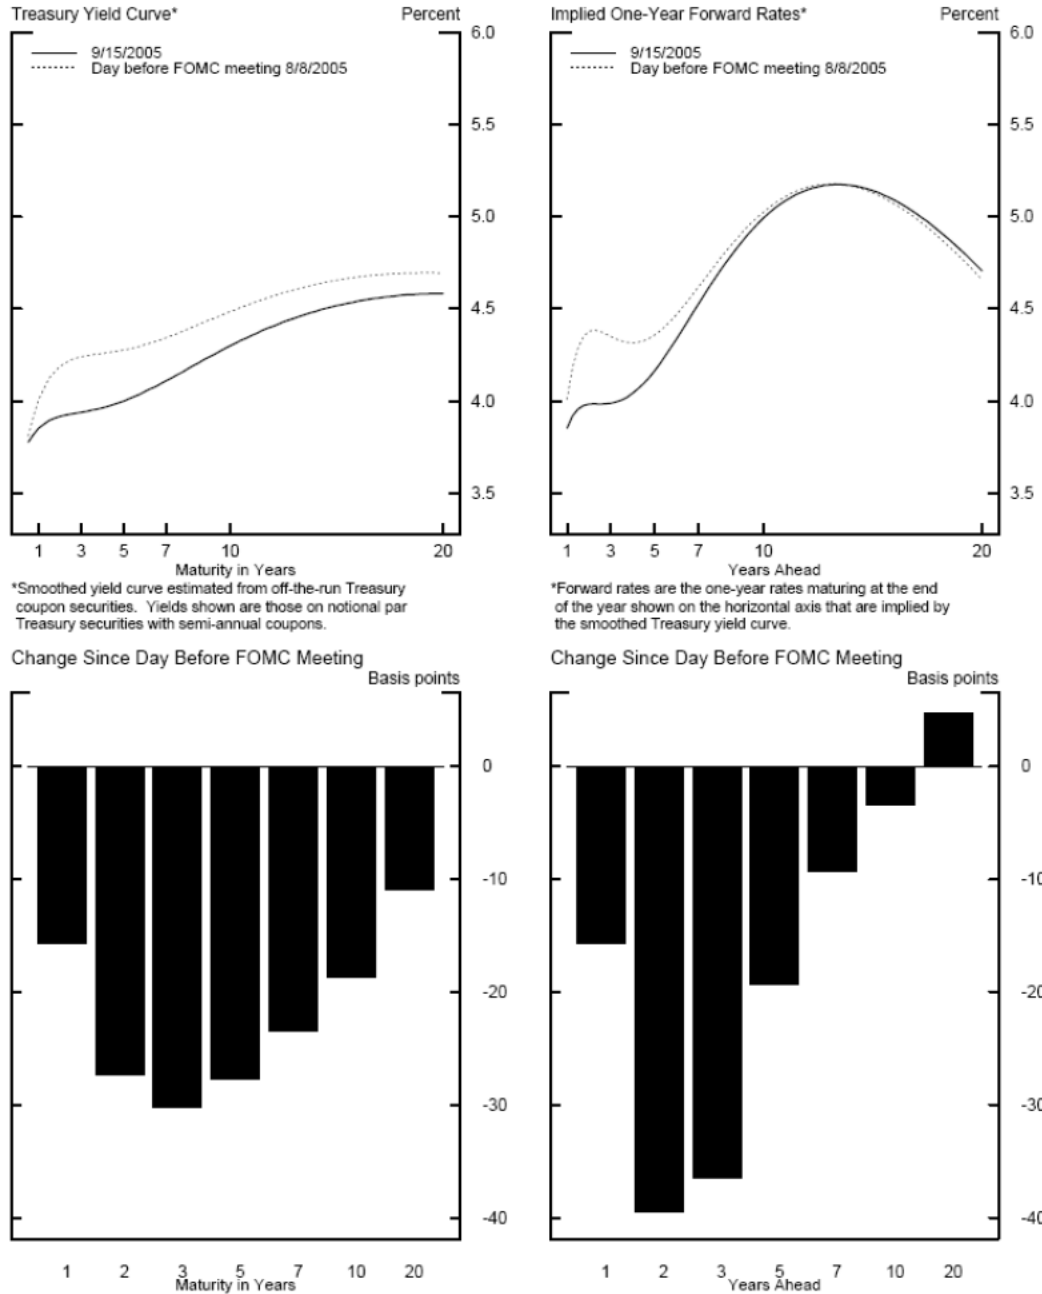 Treasury Yield Curve*
Percent
9/15/2005
Day before FOMC meeting 8/8/2005
6.0
5.5
5.0
4.5
4.0
3.5
1 3 5 7 10 20
Maturity in Years
*Smoothed yield curve estimated from off-the-run Treasury
coupon securities. Yields shown are those on notional par
Treasury securities with semi-annual coupons.
Implied One-Year Forward Rates*
Percent
9/15/2005
Day before FOMC meeting 8/8/2005
6.0
5.5
5.0
4.5
4.0
3.5
1 3 5 7 10 20
Years Ahead
*Forward rates are the one-year rates maturing at the end
of the year shown on the horizontal axis that are implied by
the smoothed Treasury yield curve.
Change Since Day Before FOMC Meeting
Basis points
0
-10
-20
-30
-40
1 2 3 5 7 10 20
Maturity in Years
Change Since Day Before FOMC Meeting
Basis points
0
-10
-20
-30
-40
1 2 3 5 7 10 20
Years Ahead